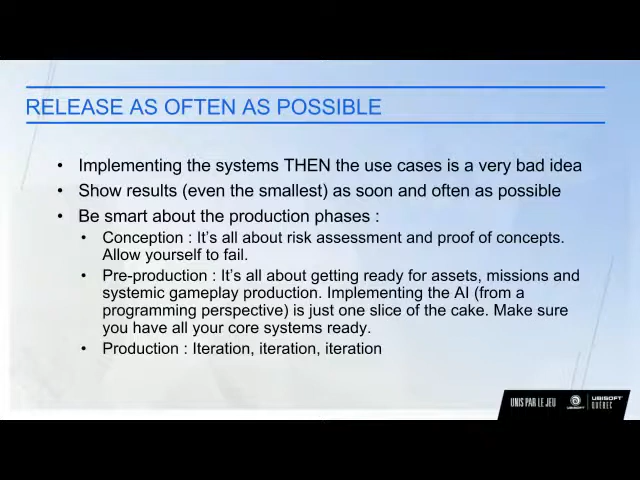 RELEASE AS OFTEN AS POSSIBLE
• Implementing the systems THEN the use cases is a very bad idea
• Show results (even the smallest) as soon and often as possible
• Be smart about the production phases :
• Conception : It's all about risk assessment and proof of concepts.
Allow yourself to fail.
• Pre-production : It's all about getting ready for assets, missions and
systemic gameplay production. Implementing the AI (from a
programming perspective) is just one slice of the cake. Make sure
you have all your core systems ready.
• Production : Iteration, iteration, iteration
UNIS PAR LE JEU
UBISOFT
UBISOFT
QUÉBEC